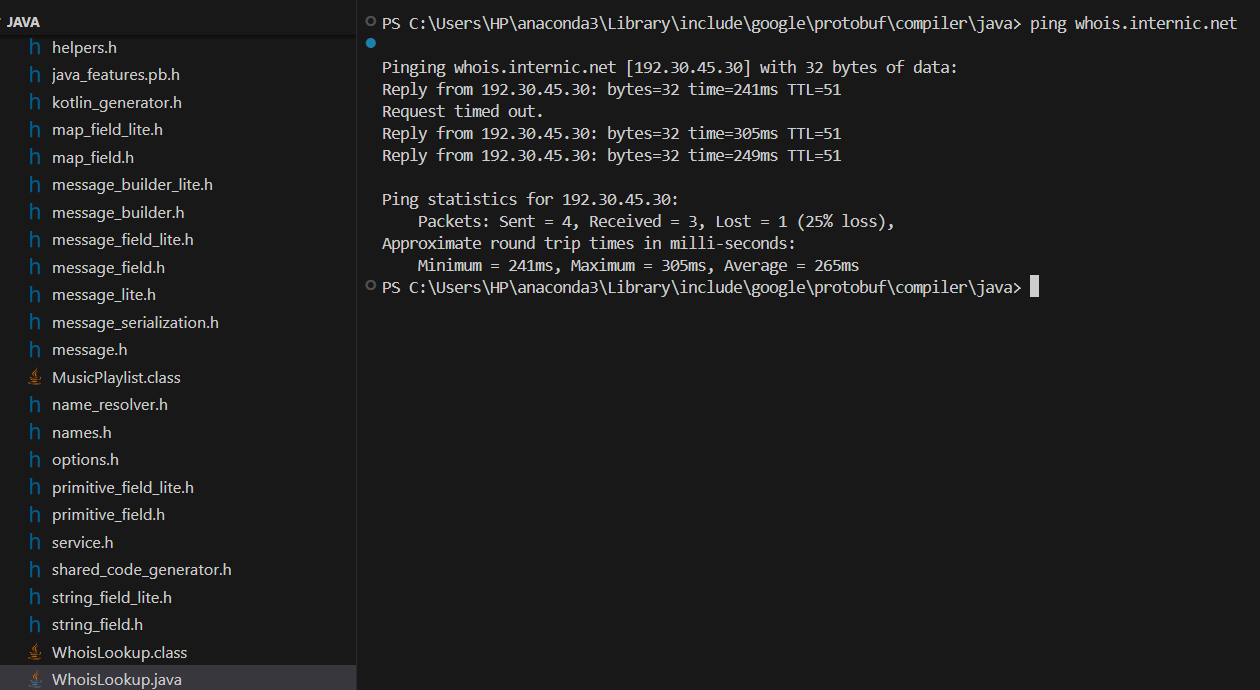 JAVA
helpers.h
java_features.pb.h
kotlin_generator.h
map_field_lite.h
map_field.h
message_builder_lite.h
message_builder.h
message_field_lite.h
message_field.h
message_lite.h
message_serialization.h
message.h
MusicPlaylist.class
name_resolver.h
names.h
options.h
primitive_field_lite.h
primitive_field.h
service.h
shared_code_generator.h
string_field_lite.h
string_field.h
WhoisLookup.class
WhoisLookup.java
PS C:\Users\HP\anaconda3\Library\include\google\protobuf\compiler\java> ping whois.internic.net
Pinging whois.internic.net [192.30.45.30] with 32 bytes of data:
Reply from 192.30.45.30: bytes=32 time=241ms TTL=51
Request timed out.
Reply from 192.30.45.30: bytes=32 time=305ms TTL=51
Reply from 192.30.45.30: bytes=32 time=249ms TTL=51
Ping statistics for 192.30.45.30:
    Packets: Sent = 4, Received = 3, Lost = 1 (25% loss),
Approximate round trip times in milli-seconds:
    Minimum = 241ms, Maximum = 305ms, Average = 265ms
PS C:\Users\HP\anaconda3\Library\include\google\protobuf\compiler\java>